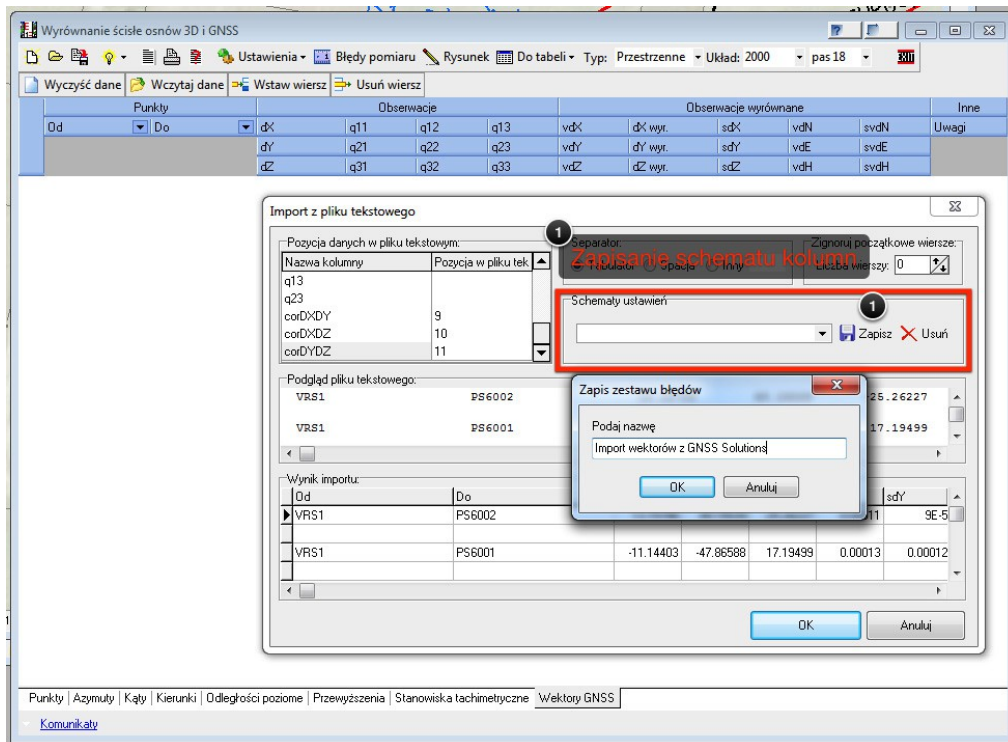 Wyrównanie ścisłe osnów 3D i GNSS
Ustawienia Błędy pomiaru Rysunek Do tabeli Typ: Przestrzenne Układ: 2000 pas 18
Wyczyść dane Wczytaj dane Wstaw wiersz Usuń wiersz
Punkty Obserwacje Obserwacje wyrównane Inne
Od Do dX q11 q12 q13 vdX dX wyr. sdX vdN svdN Uwagi
dY q21 q22 q23 vdY dY wyr. sdY vdE svdE
dZ q31 q32 q33 vdZ dZ wyr. sdZ vdH svdH
Import z pliku tekstowego
1
Pozycja danych w pliku tekstowym: Separator: Zignoruj początkowe wiersze:
Zapisanie schematu kolumn
Nazwa kolumny Pozycja w pliku tek
Tabulator Spacja Inny Liczba wierszy: 0
q13
q23
corDXDY 9
corDXDZ 10
corDYDZ 11
Schematy ustawień
1
Zapisz Usuń
Podgląd pliku tekstowego:
VRS1 PS6002 -25.26227
VRS1 PS6001 17.19499
Zapis zestawu błędów
Podaj nazwę
Import wektorów z GNSS Solutions
OK Anuluj
Wynik importu:
Od Do sdY
VRS1 PS6002 9E-5
VRS1 PS6001 -11.14403 -47.86588 17.19499 0.00013 0.00012
OK Anuluj
Punkty Azymuty Kąty Kierunki Odległości poziome Przewyższenia Stanowiska tachimetryczne Wektory GNSS
Komunikaty